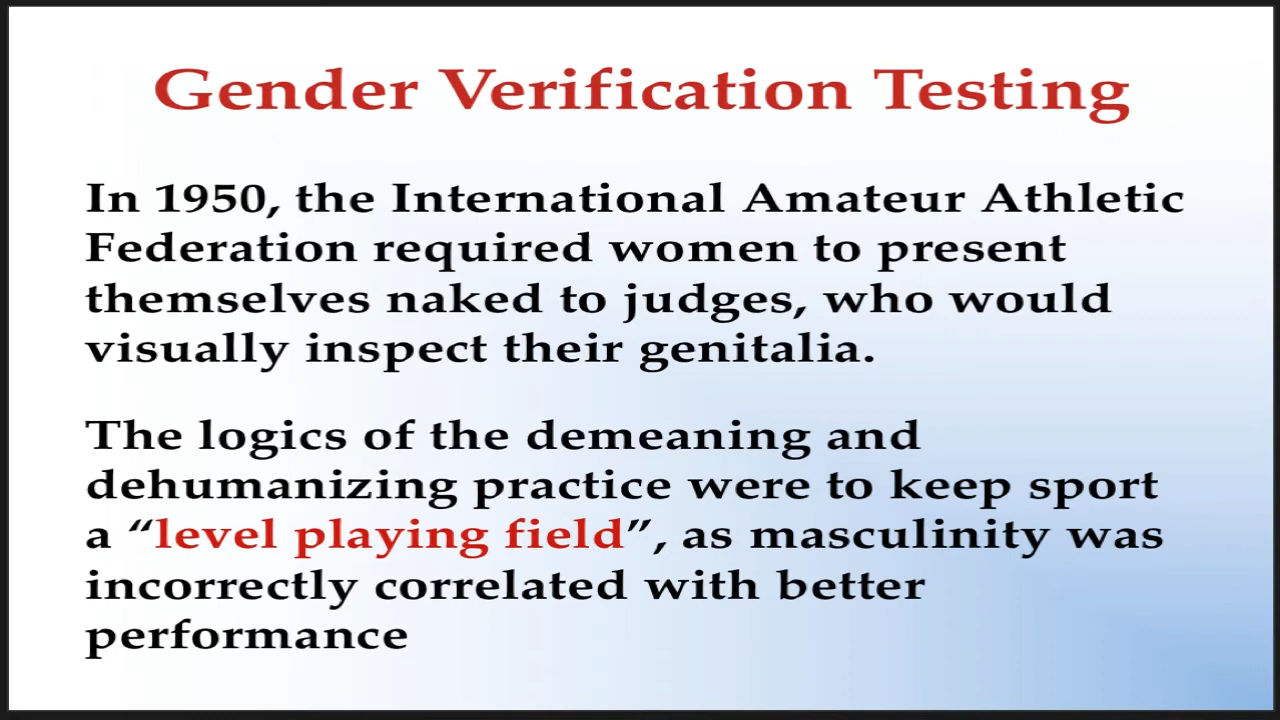 Gender Verification Testing
In 1950, the International Amateur Athletic
Federation required women to present
themselves naked to judges, who would
visually inspect their genitalia.
The logics of the demeaning and
dehumanizing practice were to keep sport
a “level playing field”, as masculinity was
incorrectly correlated with better
performance